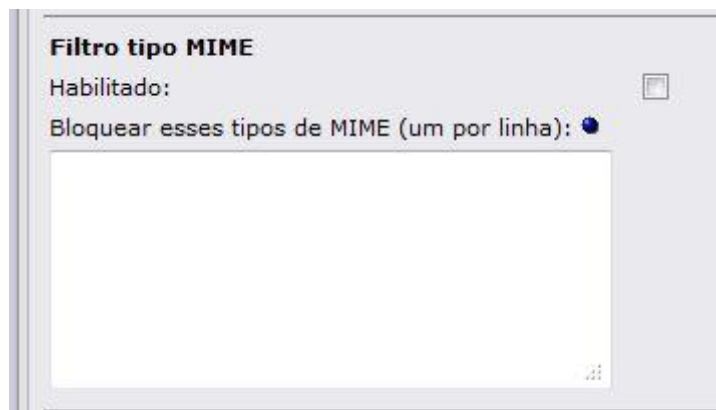 Filtro tipo MIME
Habilitado:
Bloquear esses tipos de MIME (um por linha):